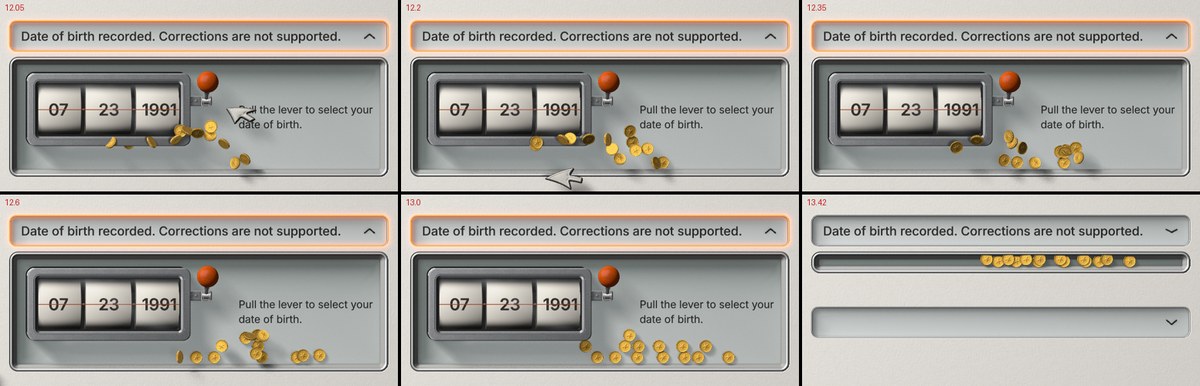 12.05
Date of birth recorded. Corrections are not supported.
07 23 1991
Pull the lever to select your
date of birth.
12.2
Date of birth recorded. Corrections are not supported.
07 23 1991
Pull the lever to select your
date of birth.
12.35
Date of birth recorded. Corrections are not supported.
07 23 1991
Pull the lever to select your
date of birth.
12.6
Date of birth recorded. Corrections are not supported.
07 23 1991
Pull the lever to select your
date of birth.
13.0
Date of birth recorded. Corrections are not supported.
07 23 1991
Pull the lever to select your
date of birth.
13.42
Date of birth recorded. Corrections are not supported.